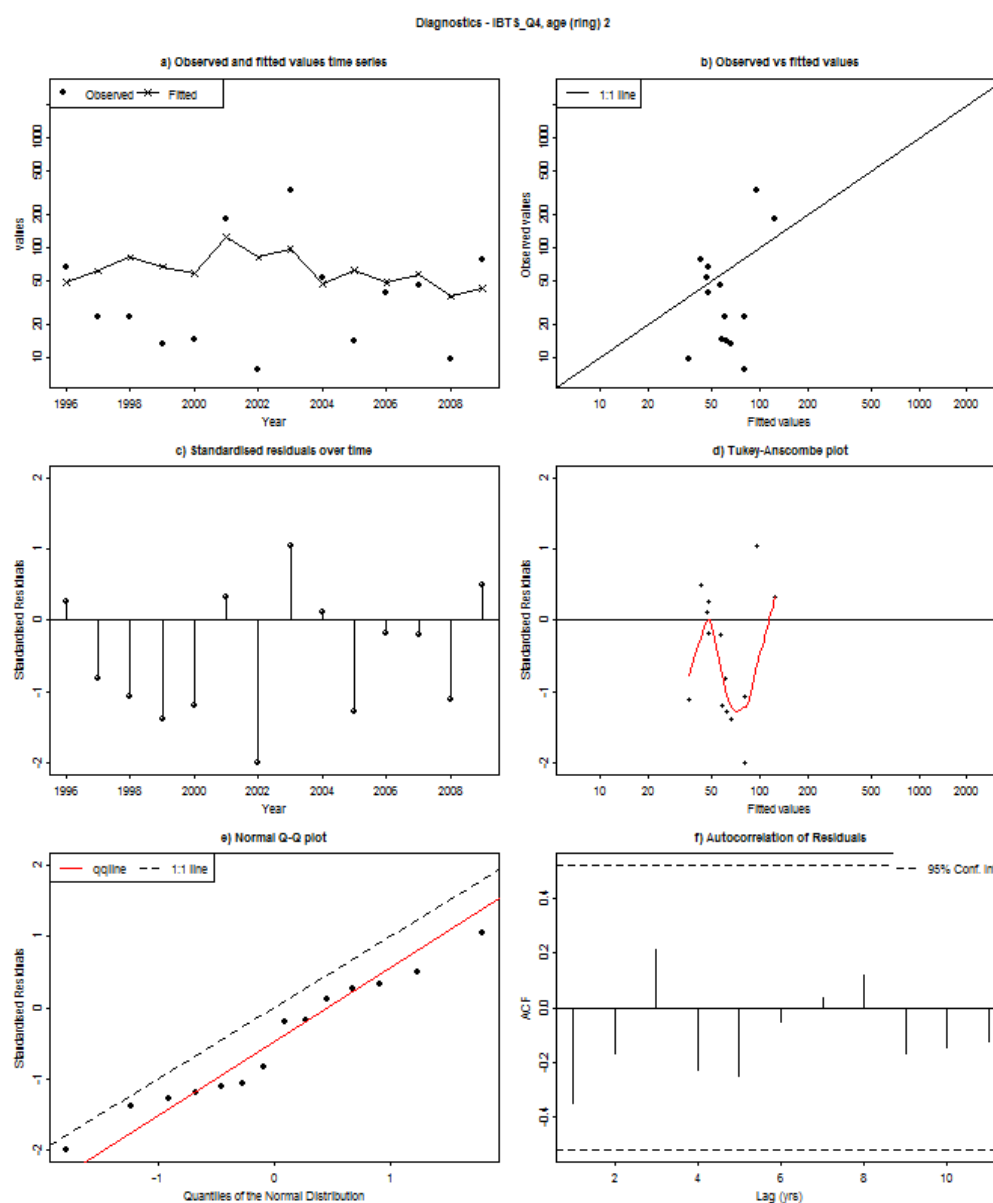 Diagnostics - IBTS_Q4, age (ring) 2
a) Observed and fitted values time series
Observed
Fitted
values
1000
500
200
100
50
20
10
1996
1998
2000
2002
2004
2006
2008
Year
b) Observed vs fitted values
1:1 line
Observed values
1000
500
200
100
50
20
10
10
20
50
100
200
500
1000
2000
Fitted values
c) Standardised residuals over time
Standardised Residuals
2
1
0
-1
-2
1996
1998
2000
2002
2004
2006
2008
Year
d) Tukey-Anscombe plot
Standardised Residuals
2
1
0
-1
-2
10
20
50
100
200
500
1000
2000
Fitted values
e) Normal Q-Q plot
qqline
1:1 line
Standardised Residuals
2
1
0
-1
-2
-1
0
1
Quantiles of the Normal Distribution
f) Autocorrelation of Residuals
95% Conf. In
ACF
0.4
0.2
0.0
-0.2
-0.4
2
4
6
8
10
Lag (yrs)